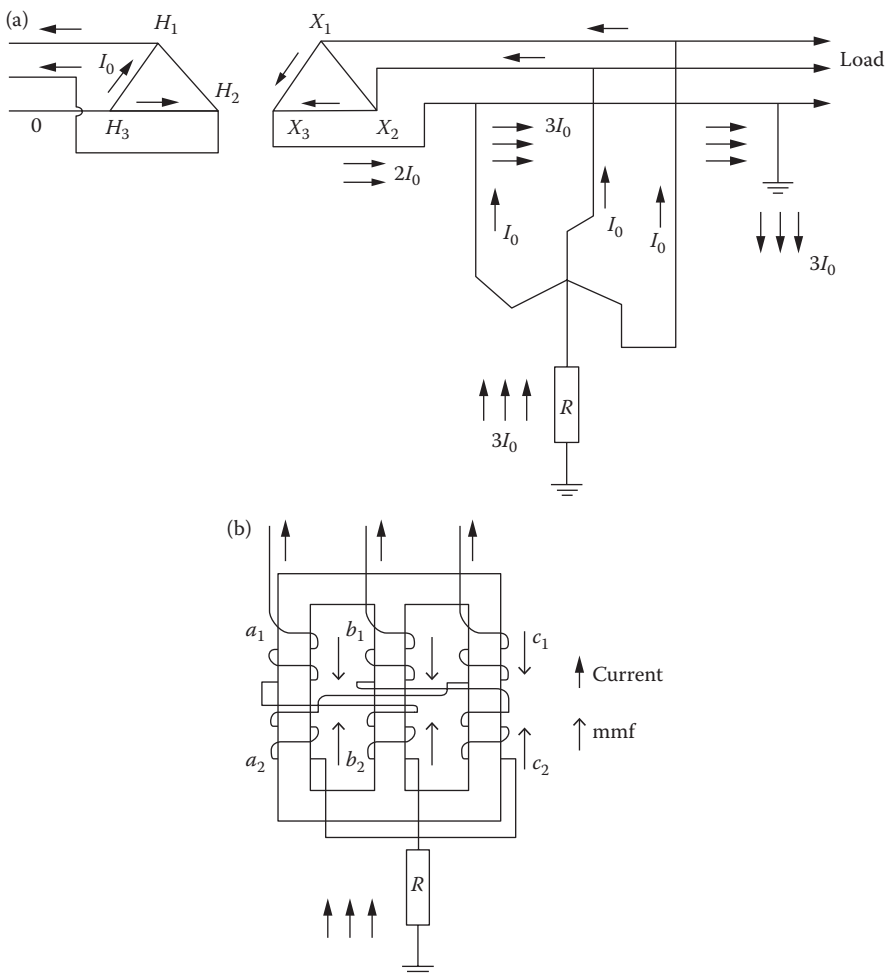 (a)
H₁
X₁
I₀
Load
H₂
0
H₃
X₃
X₂
3I₀
2I₀
I₀
I₀
I₀
3I₀
R
3I₀
(b)
a₁
b₁
c₁
Current
mmf
a₂
b₂
c₂
R